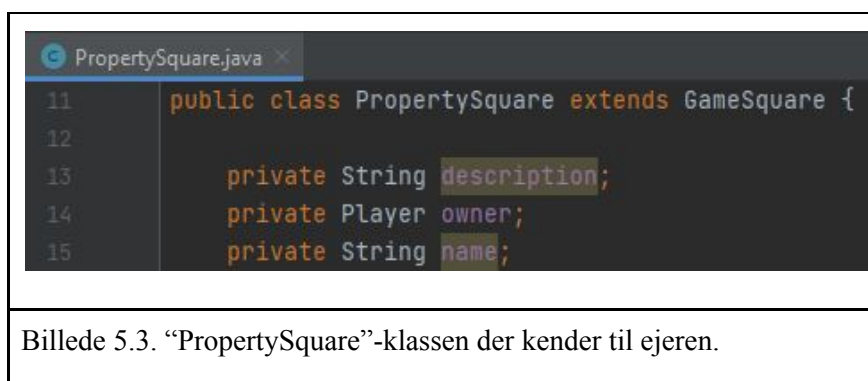 PropertySquare.java ×
11 public class PropertySquare extends GameSquare {
12
13 private String description;
14 private Player owner;
15 private String name;
Billede 5.3. “PropertySquare”-klassen der kender til ejeren.